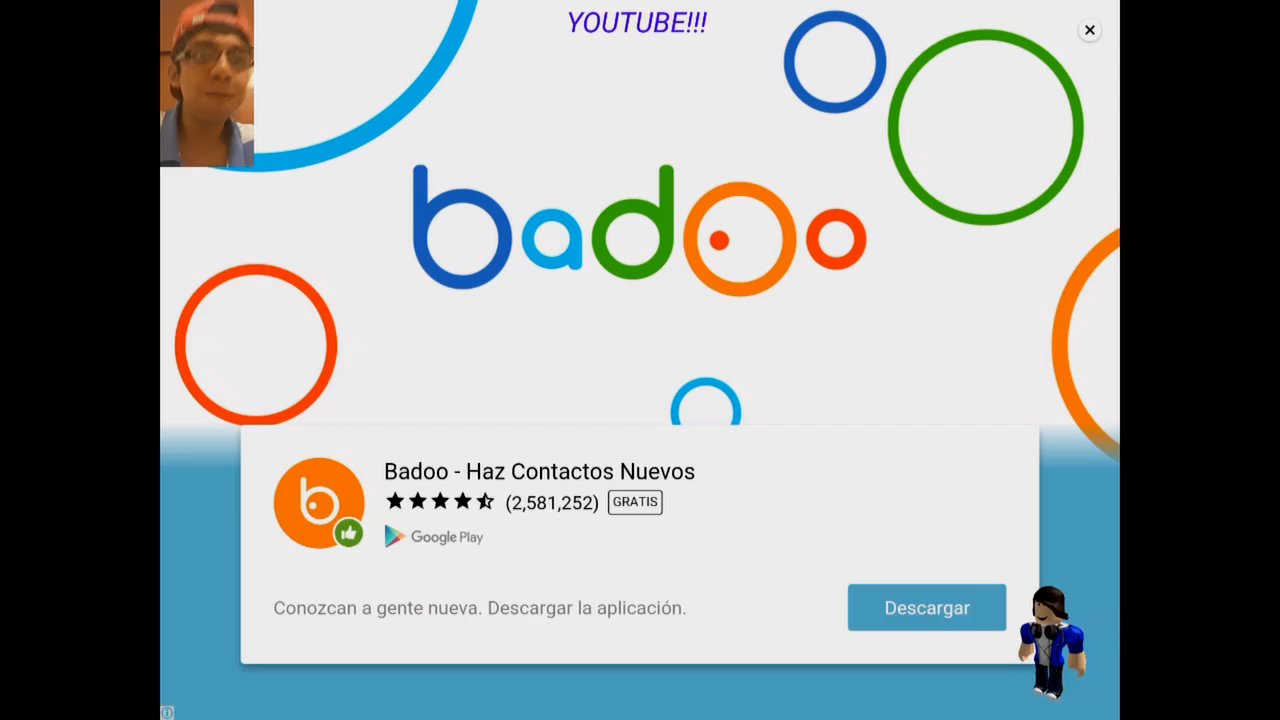 YOUTUBE!!!
badoo
Badoo - Haz Contactos Nuevos
(2,581,252) GRATIS
Google Play
Conozcan a gente nueva. Descargar la aplicación.
Descargar